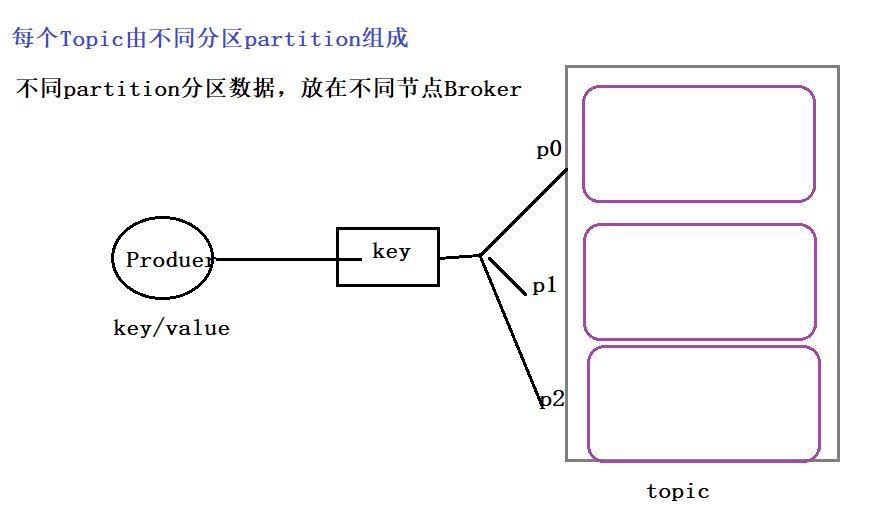 每个Topic由不同分区partition组成
不同partition分区数据，放在不同节点Broker
p0
key
Produer
p1
key/value
p2
topic